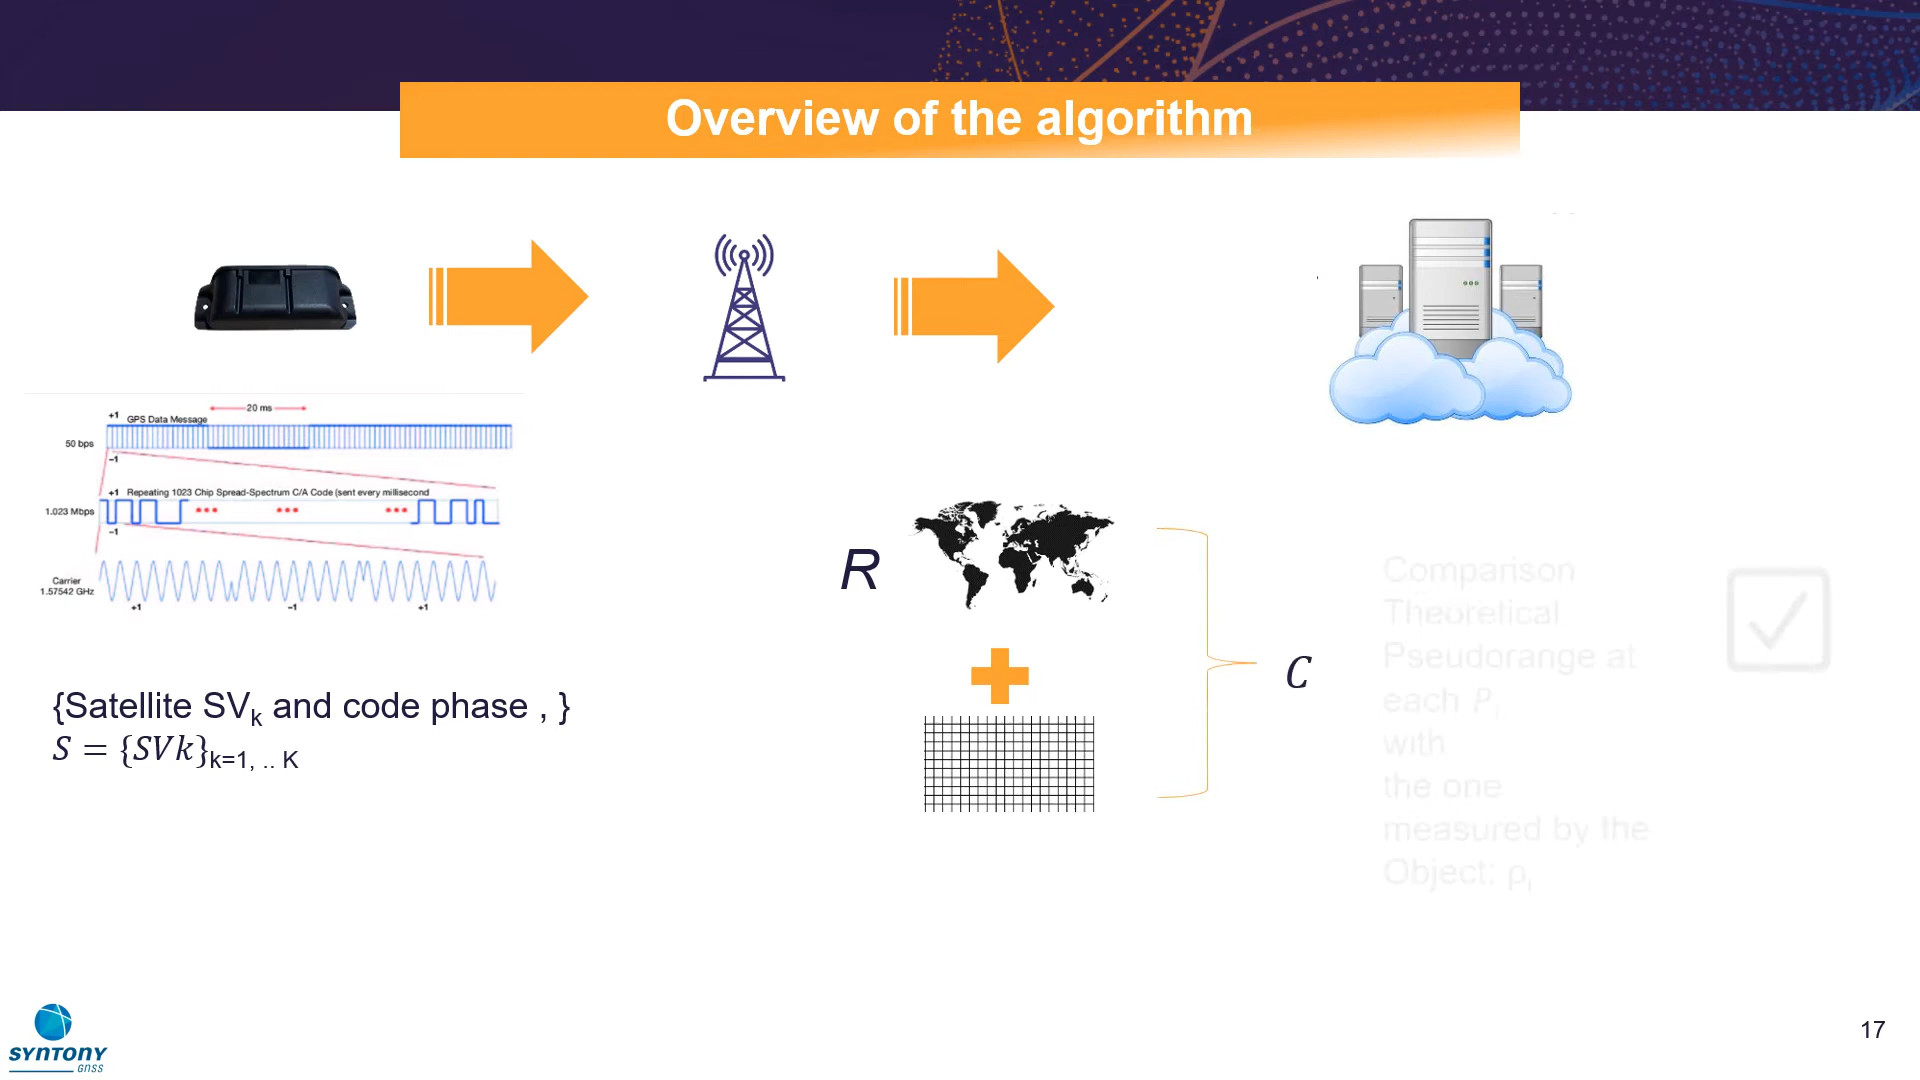 Overview of the algorithm
20 ms
+1
GPS Data Message
50 bps
–1
+1 Repeating 1023 Chip Spread-Spectrum C/A Code (sent every millisecond
1.023 Mbps
–1
Carrier
1.57542 GHz
+1 –1 +1
{Satellite SVk and code phase , }
S = {SVk}k=1, .. K
R
C
Comparison
Theoretical
Pseudorange at
each Pi
with
the one
measured by the
Object: ρi
SYNTONY
GNSS
17